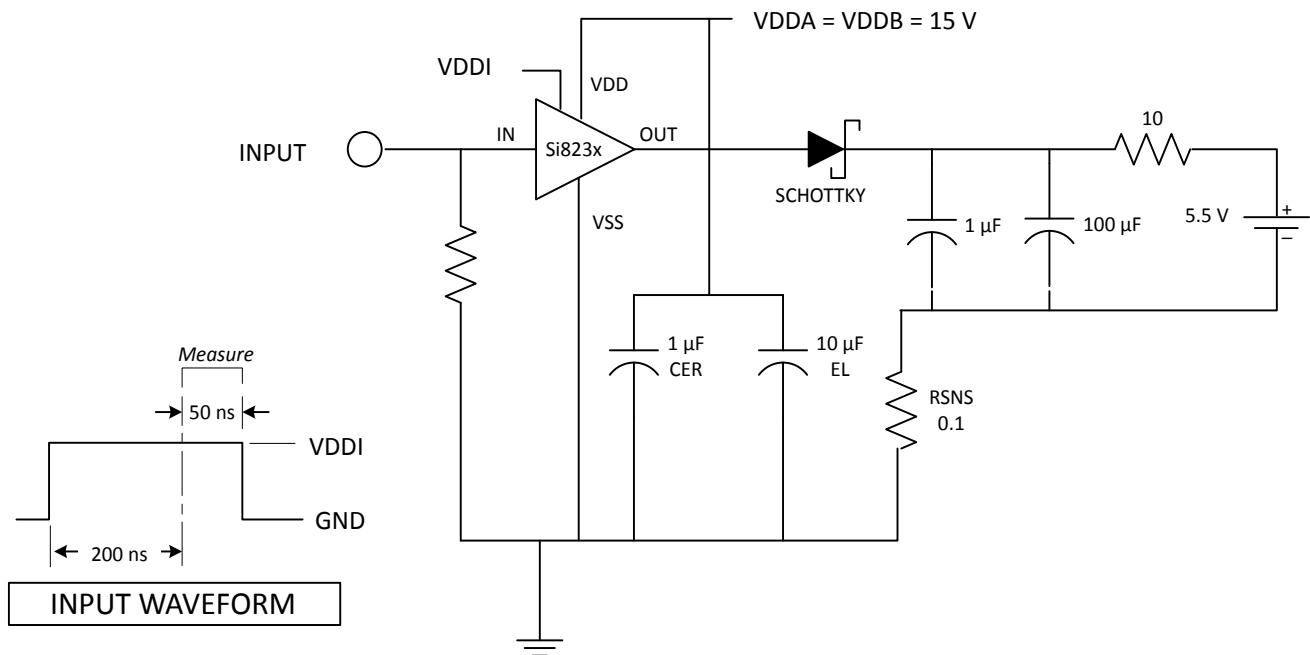 VDDA = VDDB = 15 V
VDDI
VDD
10
INPUT
IN
OUT
Si823x
SCHOTTKY
VSS
1 µF
100 µF
5.5 V
+
–
1 µF
CER
10 µF
EL
RSNS
0.1
Measure
50 ns
VDDI
GND
200 ns
INPUT WAVEFORM